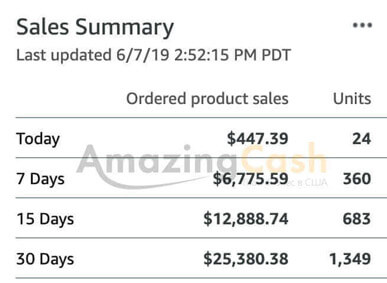 Sales Summary
Last updated 6/7/19 2:52:15 PM PDT
Ordered product sales Units
Today $447.39 24
AmazingCash
7 Days $6,775.59 360
в США
15 Days $12,888.74 683
30 Days $25,380.38 1,349